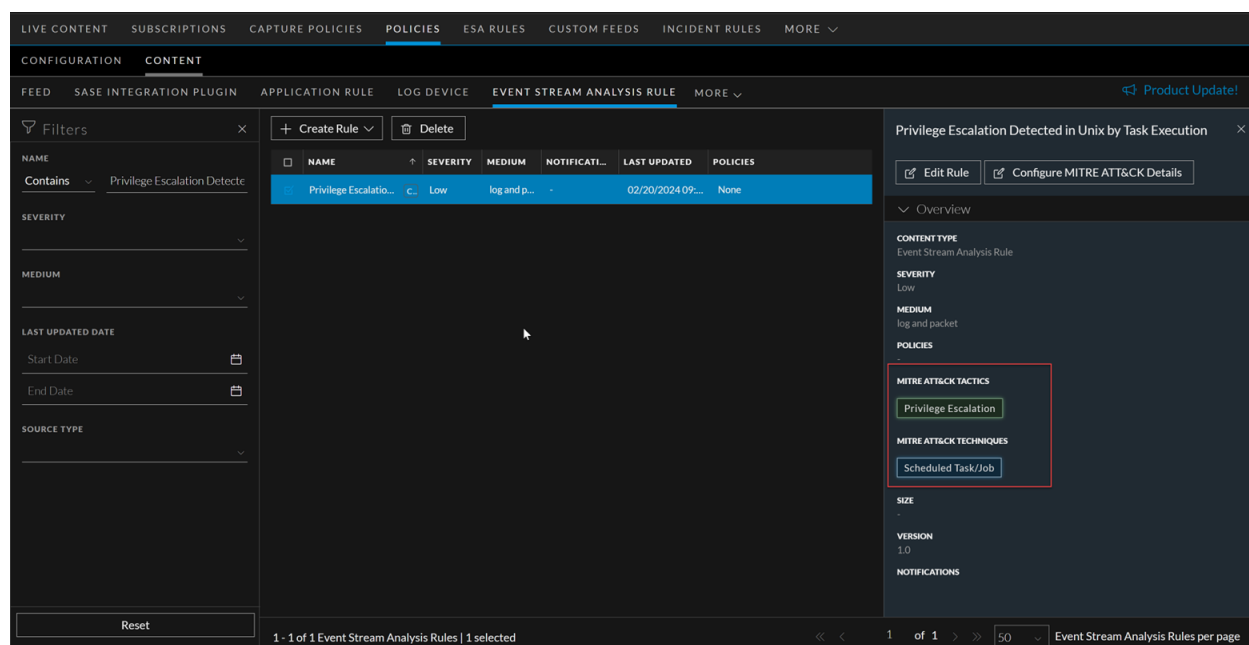 LIVE CONTENT SUBSCRIPTIONS CAPTURE POLICIES POLICIES ESA RULES CUSTOM FEEDS INCIDENT RULES MORE
CONFIGURATION CONTENT
FEED SASE INTEGRATION PLUGIN APPLICATION RULE LOG DEVICE EVENT STREAM ANALYSIS RULE MORE Product Update!
Filters
NAME
Contains Privilege Escalation Detecte
SEVERITY
MEDIUM
LAST UPDATED DATE
Start Date
End Date
SOURCE TYPE
Reset
+ Create Rule Delete
NAME SEVERITY MEDIUM NOTIFICATI... LAST UPDATED POLICIES
Privilege Escalatio... c... Low log and p... - 02/20/2024 09:... None
1 - 1 of 1 Event Stream Analysis Rules | 1 selected
1 of 1 50 Event Stream Analysis Rules per page
Privilege Escalation Detected in Unix by Task Execution
Edit Rule Configure MITRE ATT&CK Details
Overview
CONTENT TYPE
Event Stream Analysis Rule
SEVERITY
Low
MEDIUM
log and packet
POLICIES
-
MITRE ATT&CK TACTICS
Privilege Escalation
MITRE ATT&CK TECHNIQUES
Scheduled Task/Job
SIZE
-
VERSION
1.0
NOTIFICATIONS